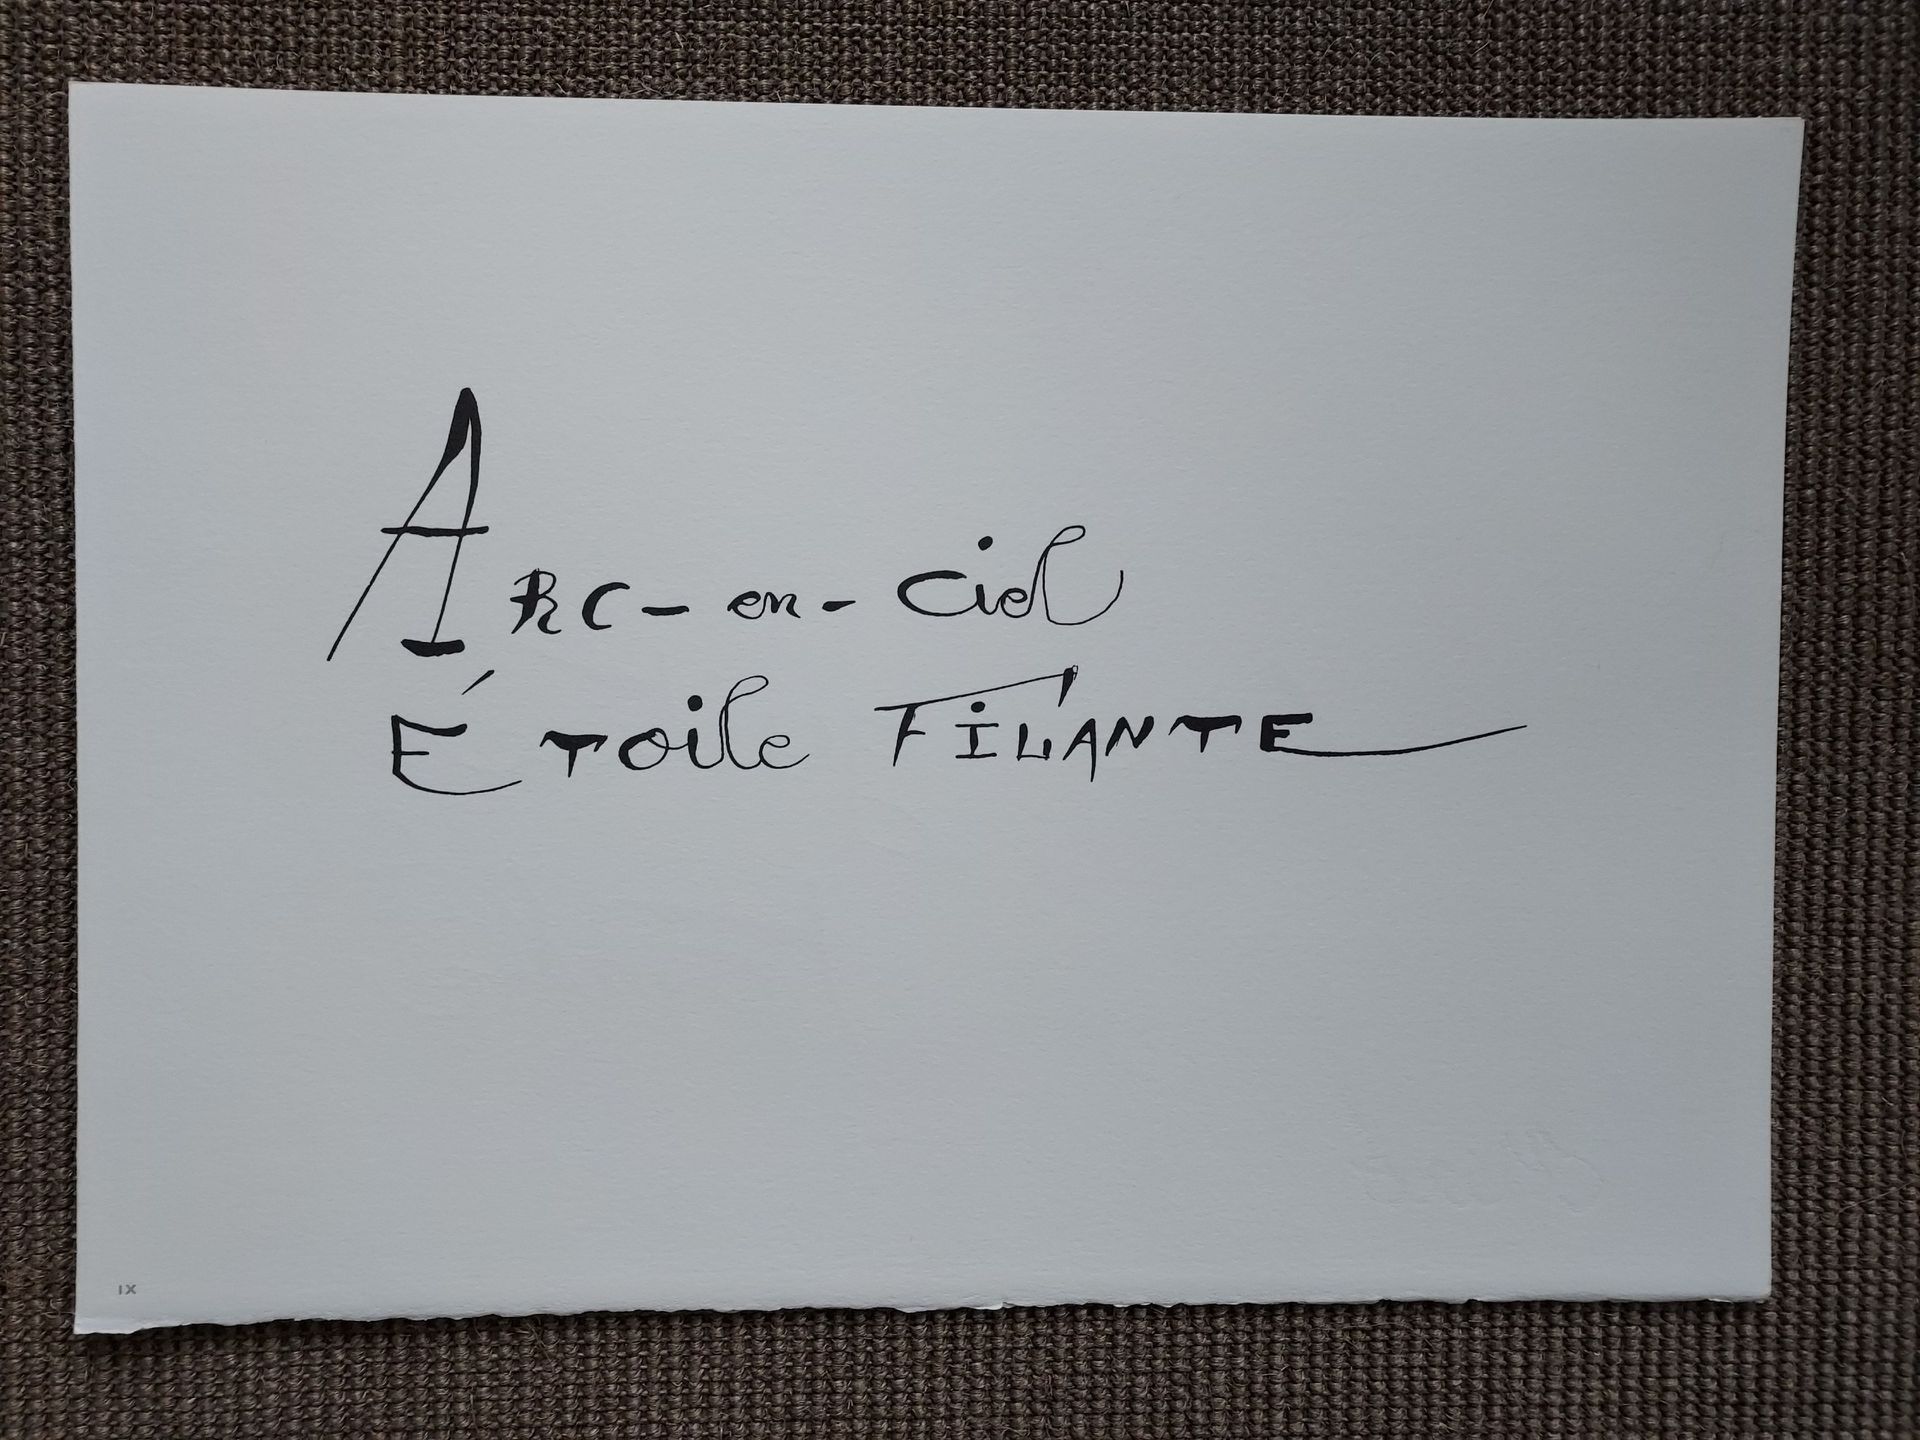 ARC-en-Ciel
ÉToile FiLANTE
IX